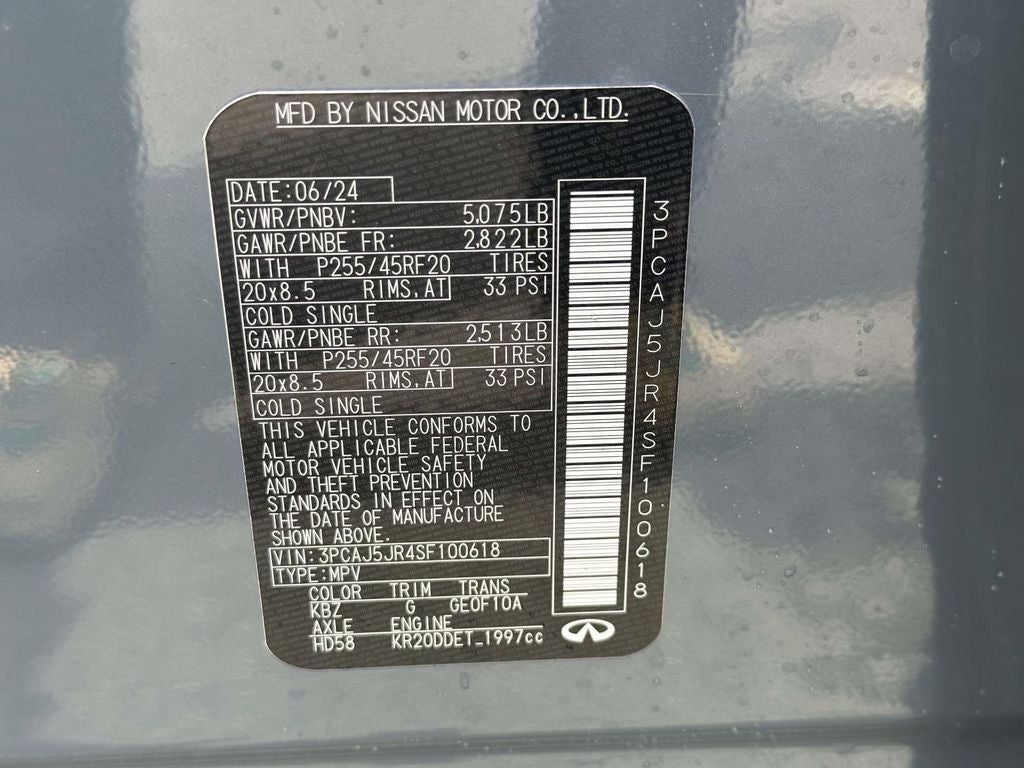 MFD BY NISSAN MOTOR CO.,LTD.
DATE:06/24
GVWR/PNBV: 5,075LB
GAWR/PNBE FR: 2,822LB
WITH P255/45RF20 TIRES
20x8.5 RIMS,AT 33 PSI
COLD SINGLE
GAWR/PNBE RR: 2,513LB
WITH P255/45RF20 TIRES
20x8.5 RIMS,AT 33 PSI
COLD SINGLE
THIS VEHICLE CONFORMS TO
ALL APPLICABLE FEDERAL
MOTOR VEHICLE SAFETY
AND THEFT PREVENTION
STANDARDS IN EFFECT ON
THE DATE OF MANUFACTURE
SHOWN ABOVE.
VIN:3PCAJ5JR4SF100618
TYPE:MPV
COLOR TRIM TRANS
KBZ G GE0F10A
AXLE ENGINE
HD58 KR20DDET_1997cc
3PCAJ5JR4SF100618